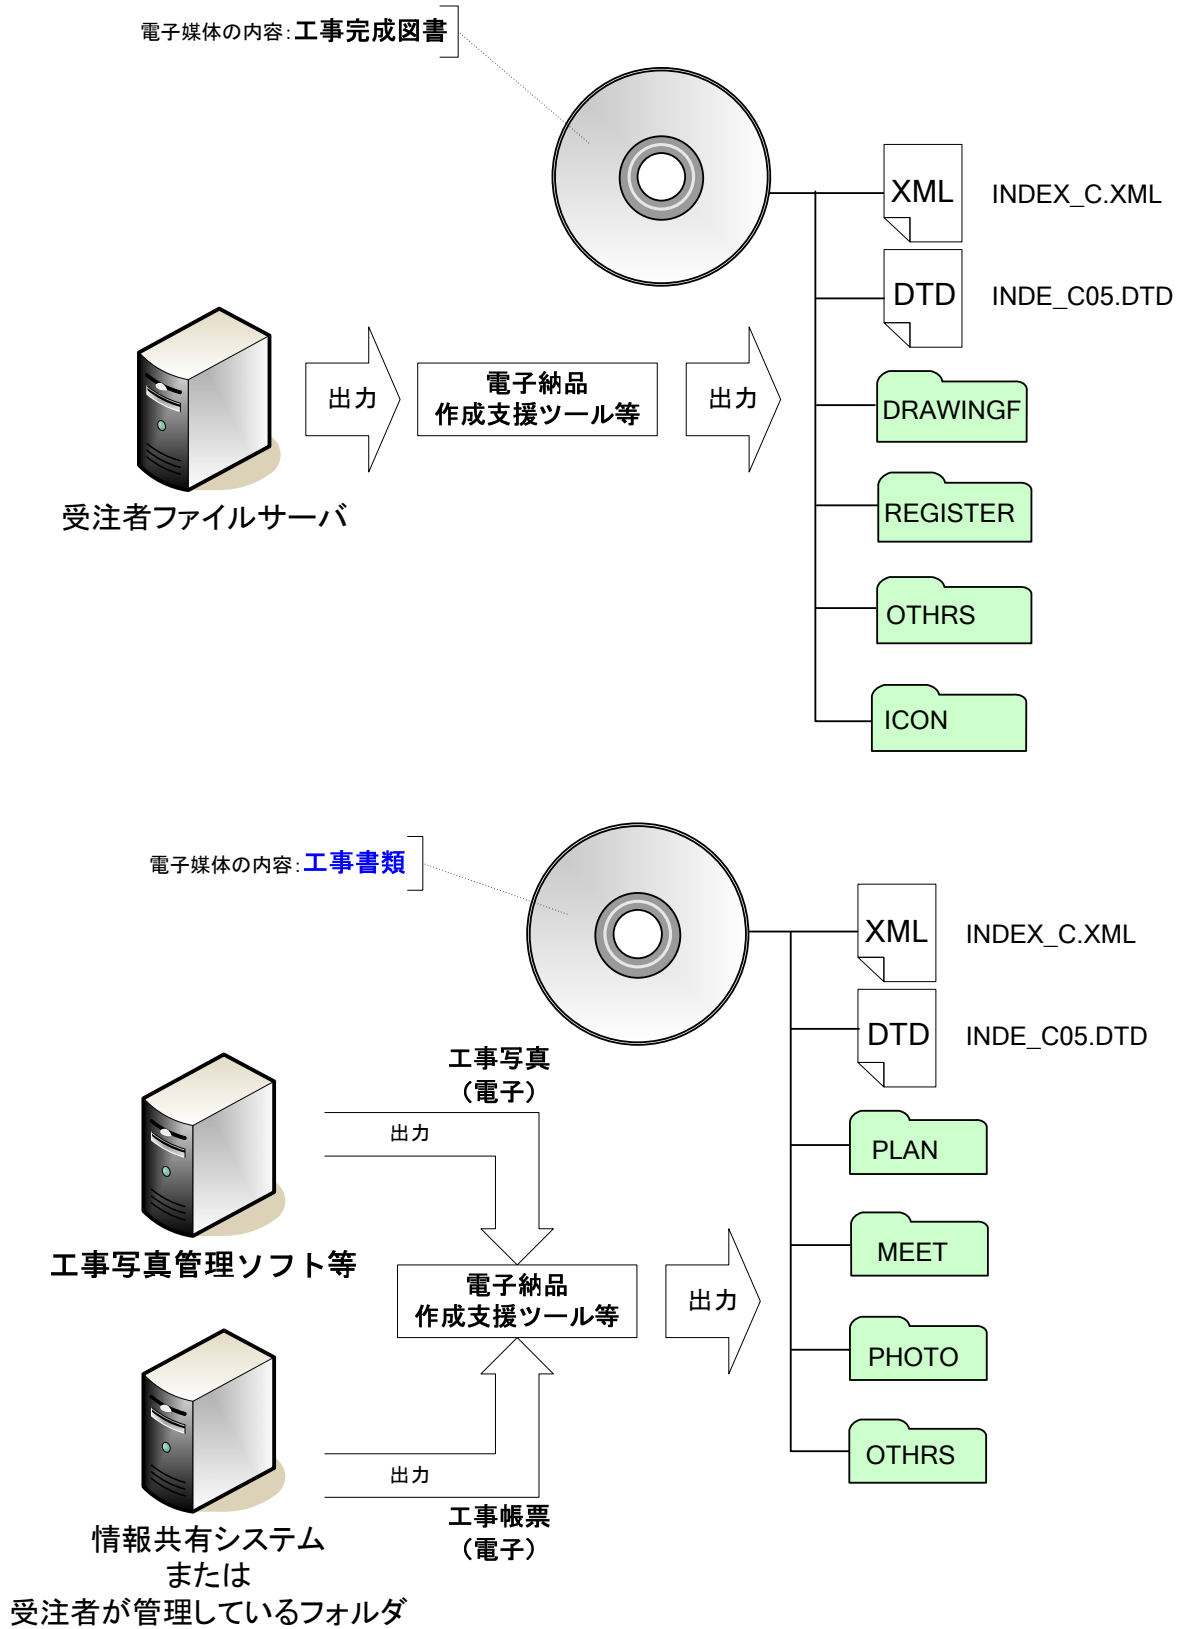 電子媒体の内容:工事完成図書
XML
INDEX_C.XML
DTD
INDE_C05.DTD
出力
電子納品
作成支援ツール等
出力
DRAWINGF
受注者ファイルサーバ
REGISTER
OTHRS
ICON
電子媒体の内容:工事書類
XML
INDEX_C.XML
DTD
INDE_C05.DTD
工事写真
(電子)
出力
PLAN
工事写真管理ソフト等
MEET
電子納品
作成支援ツール等
出力
PHOTO
OTHRS
出力
工事帳票
(電子)
情報共有システム
または
受注者が管理しているフォルダ